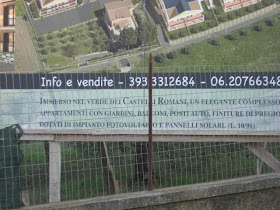 Info e vendite - 393.3312684 - 06.20766348
IMMERSO NEL VERDE DEI CASTELLI ROMANI, UN ELEGANTE COMPLESSO
APPARTAMENTI CON GIARDINI, BALCONI, POSTI AUTO, FINITURE DI PREGIO
DOTATI DI IMPIANTO FOTOVOLTAICO E PANNELLI SOLARI. (L. 10/91)